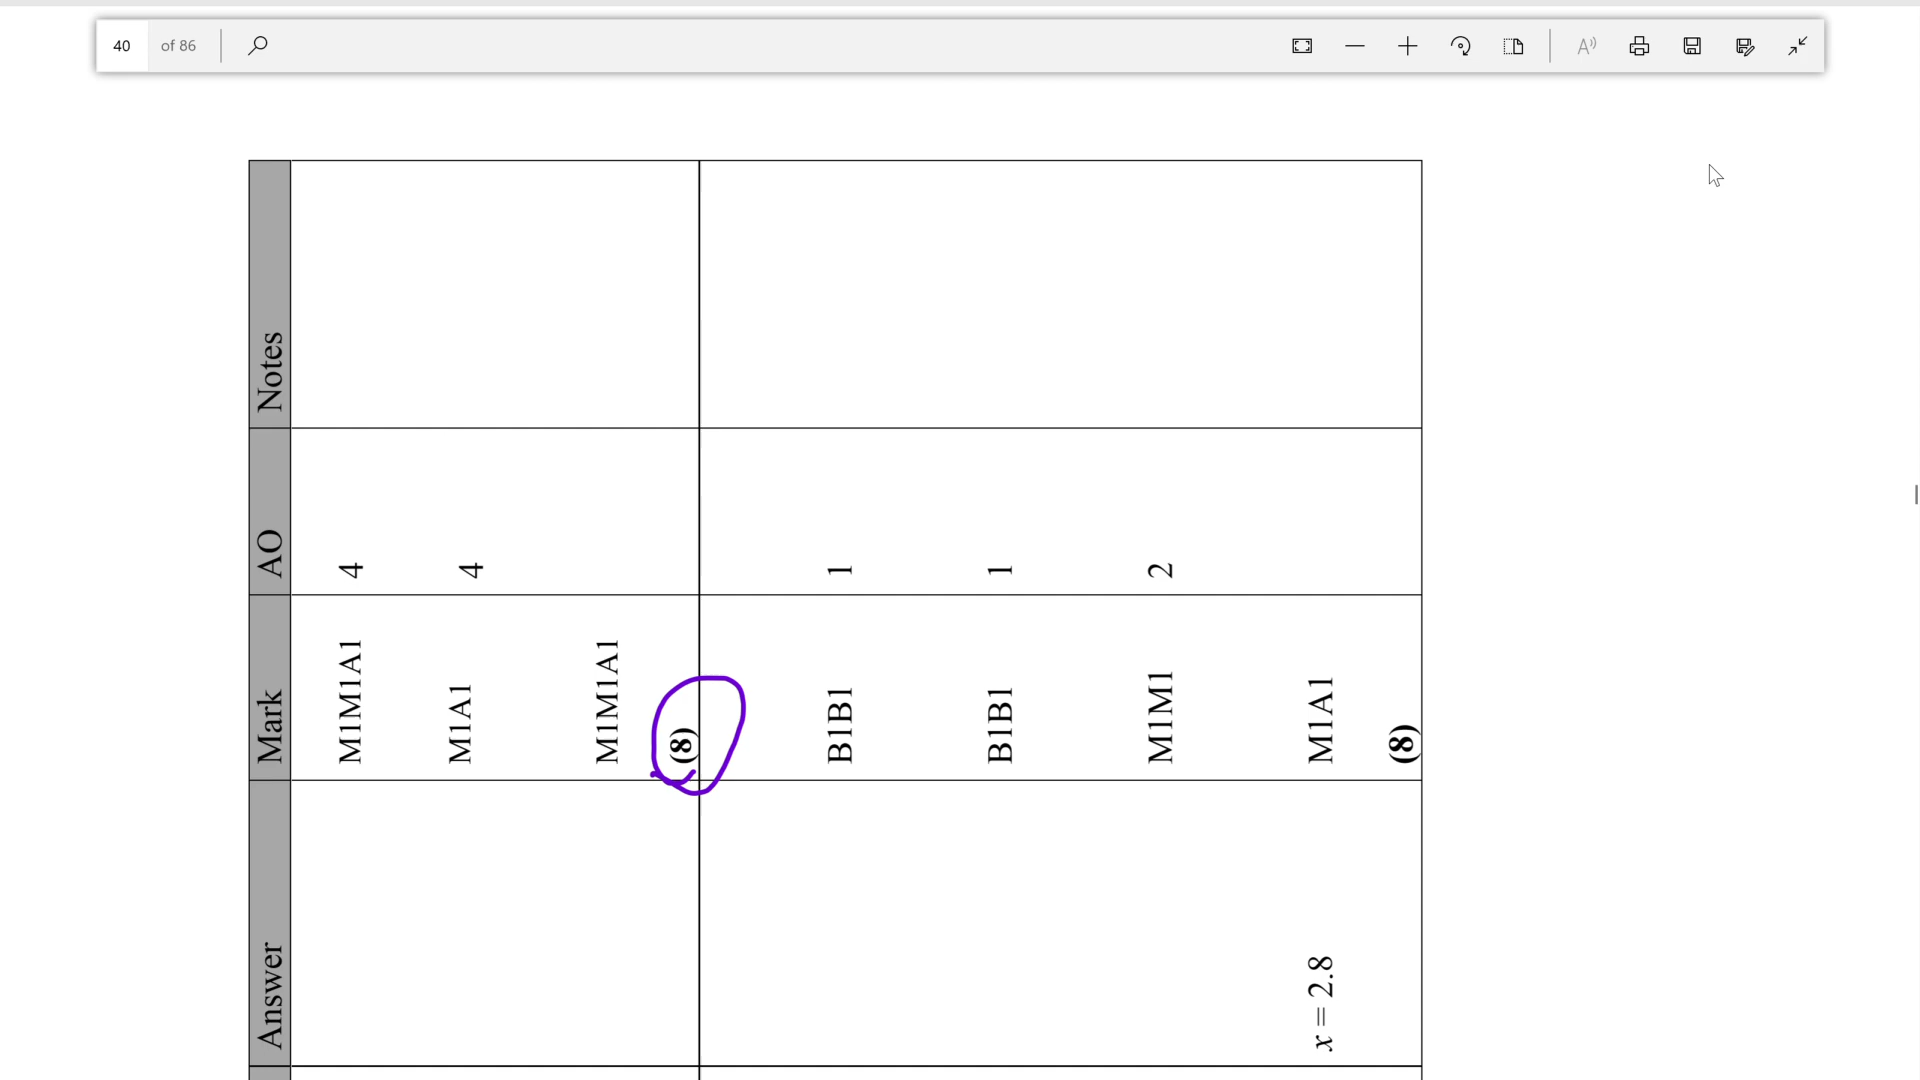 40 of 86
Answer Mark AO Notes
M1M1A1 4
M1A1 4
M1M1A1
(8)
B1B1 1
B1B1 1
M1M1 2
x = 2.8 M1A1
(8)